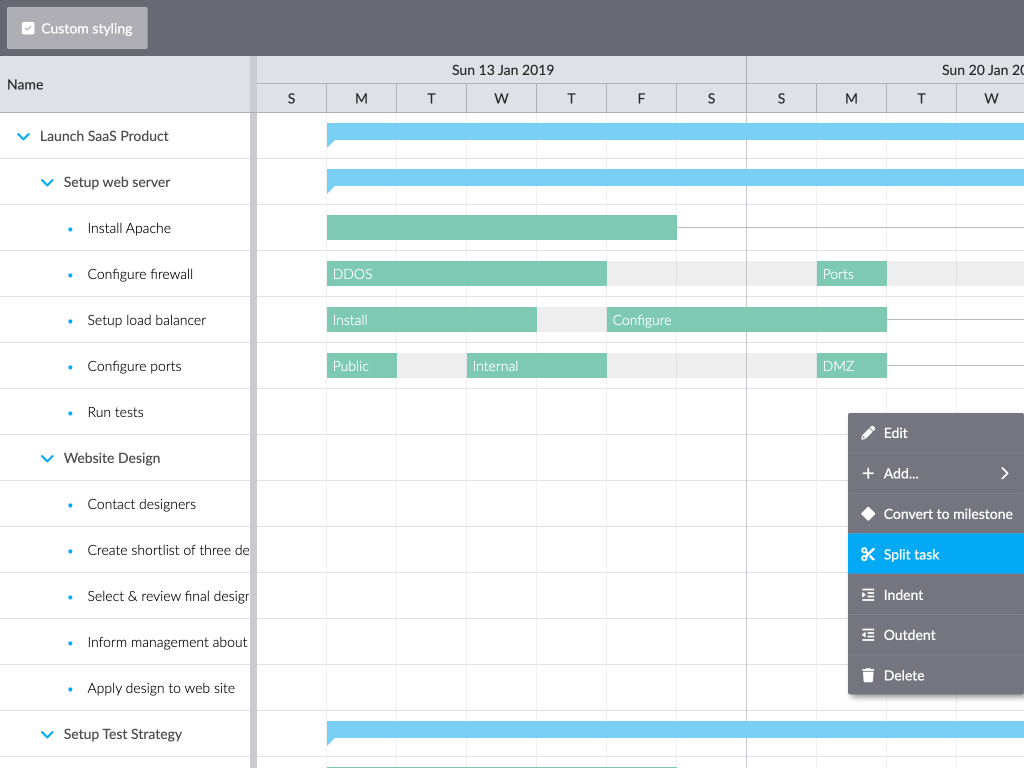 Custom styling
Name
Sun 13 Jan 2019
Sun 20 Jan 20
S M T W T F S S M T W
Launch SaaS Product
Setup web server
Install Apache
Configure firewall
DDOS
Ports
Setup load balancer
Install
Configure
Configure ports
Public
Internal
DMZ
Run tests
Website Design
Contact designers
Create shortlist of three de
Select & review final design
Inform management about
Apply design to web site
Setup Test Strategy
Edit
Add...
Convert to milestone
Split task
Indent
Outdent
Delete